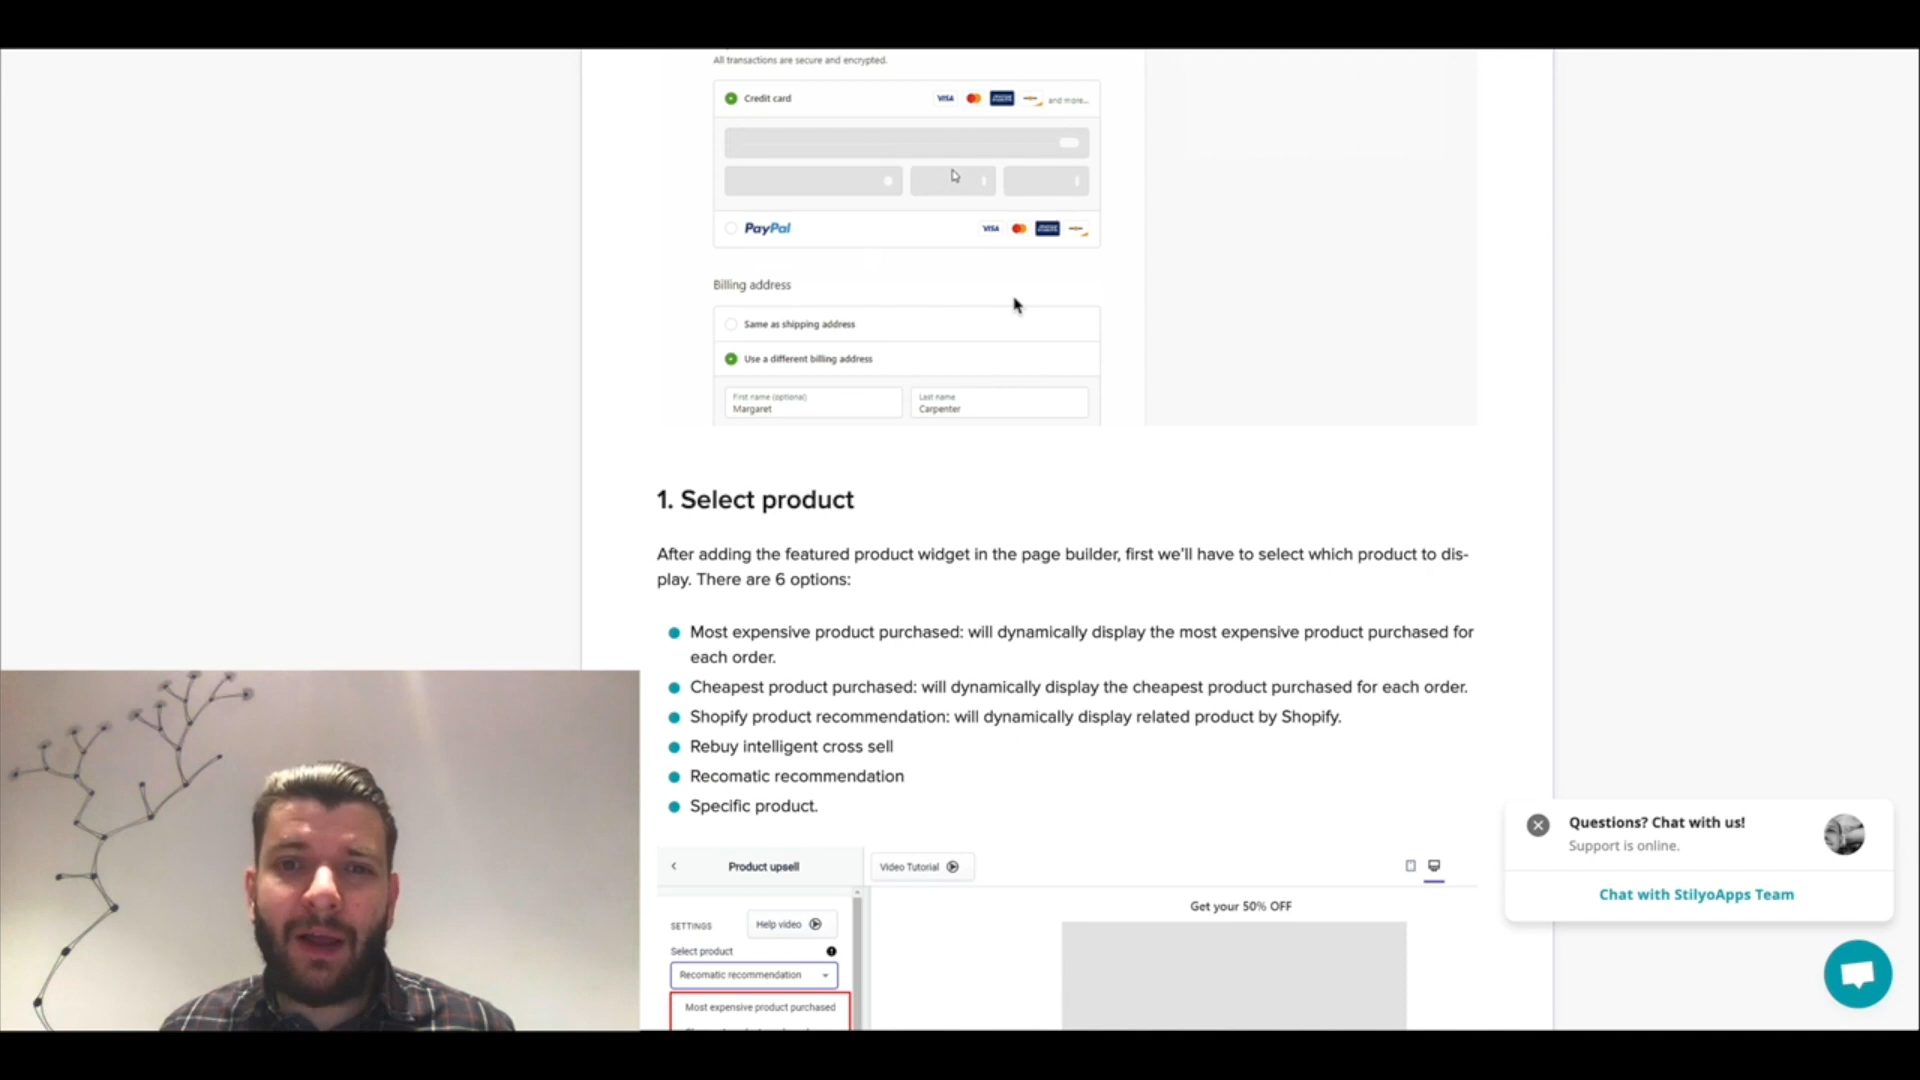 All transactions are secure and encrypted.
Credit card
VISA
and more...
PayPal
VISA
Billing address
Same as shipping address
Use a different billing address
First name (optional)
Margaret
Last name
Carpenter
1. Select product
After adding the featured product widget in the page builder, first we'll have to select which product to dis-
play. There are 6 options:
Most expensive product purchased: will dynamically display the most expensive product purchased for
each order.
Cheapest product purchased: will dynamically display the cheapest product purchased for each order.
Shopify product recommendation: will dynamically display related product by Shopify.
Rebuy intelligent cross sell
Recomatic recommendation
Specific product.
Product upsell
Video Tutorial
SETTINGS
Help video
Select product
Recomatic recommendation
Most expensive product purchased
Get your 50% OFF
Questions? Chat with us!
Support is online.
Chat with StilyoApps Team